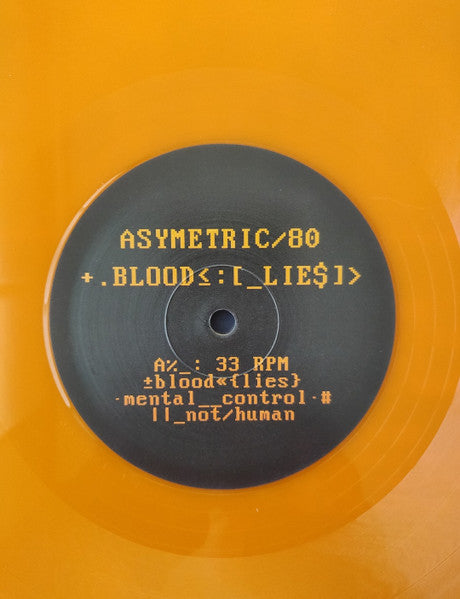 ASYMETRIC/80
+.BLOOD≤:[_LIE$]>
A%_: 33 RPM
±blood«{lies}
·mental__control·#
||_not/human